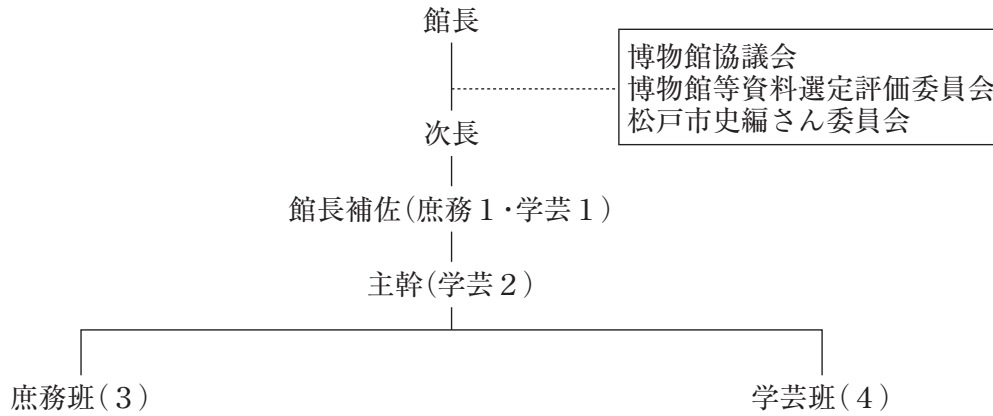 館長
博物館協議会
博物館等資料選定評価委員会
松戸市史編さん委員会
次長
館長補佐(庶務１・学芸１)
主幹(学芸２)
庶務班(３)
学芸班(４)